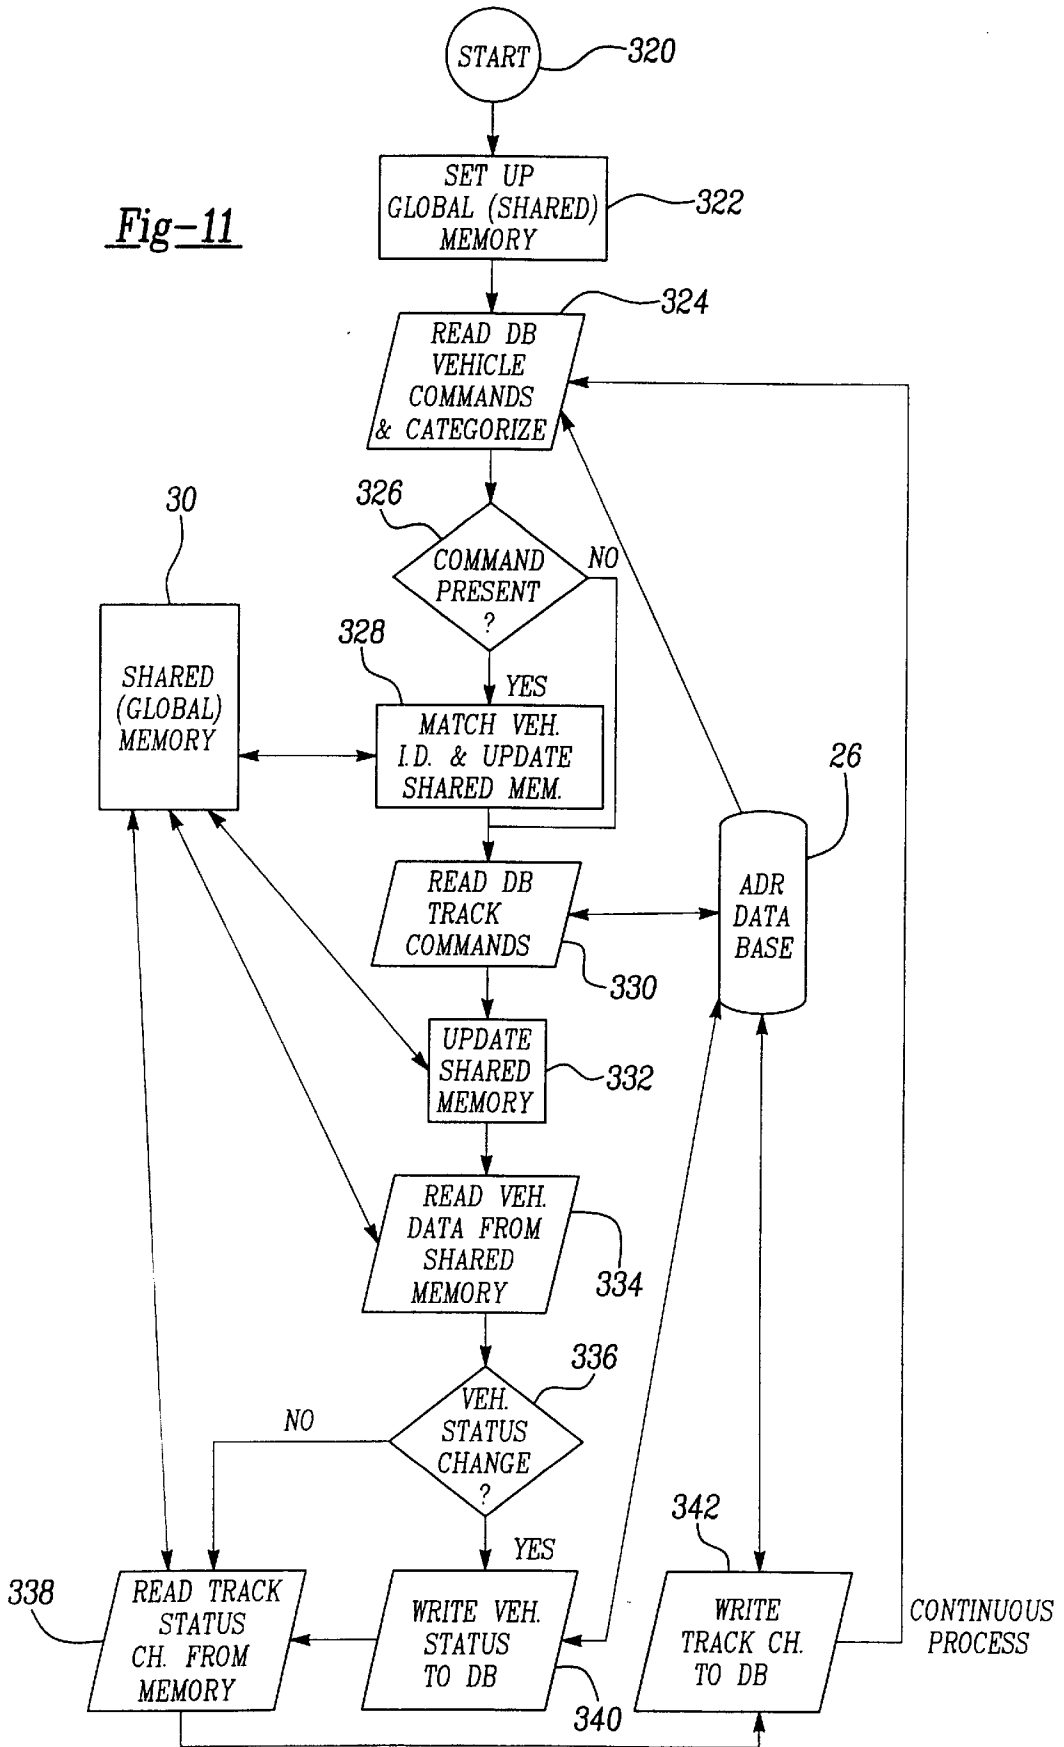 START
320
SET UP
GLOBAL (SHARED)
MEMORY
322
Fig-11
324
READ DB
VEHICLE
COMMANDS
& CATEGORIZE
326
30
COMMAND
PRESENT
?
NO
328
YES
SHARED
(GLOBAL)
MEMORY
MATCH VEH.
I.D. & UPDATE
SHARED MEM.
26
READ DB
TRACK
COMMANDS
330
ADR
DATA
BASE
UPDATE
SHARED
MEMORY
332
READ VEH.
DATA FROM
SHARED
MEMORY
334
336
VEH.
STATUS
CHANGE
?
NO
YES
342
338
READ TRACK
STATUS
CH. FROM
MEMORY
WRITE VEH.
STATUS
TO DB
340
WRITE
TRACK CH.
TO DB
CONTINUOUS
PROCESS